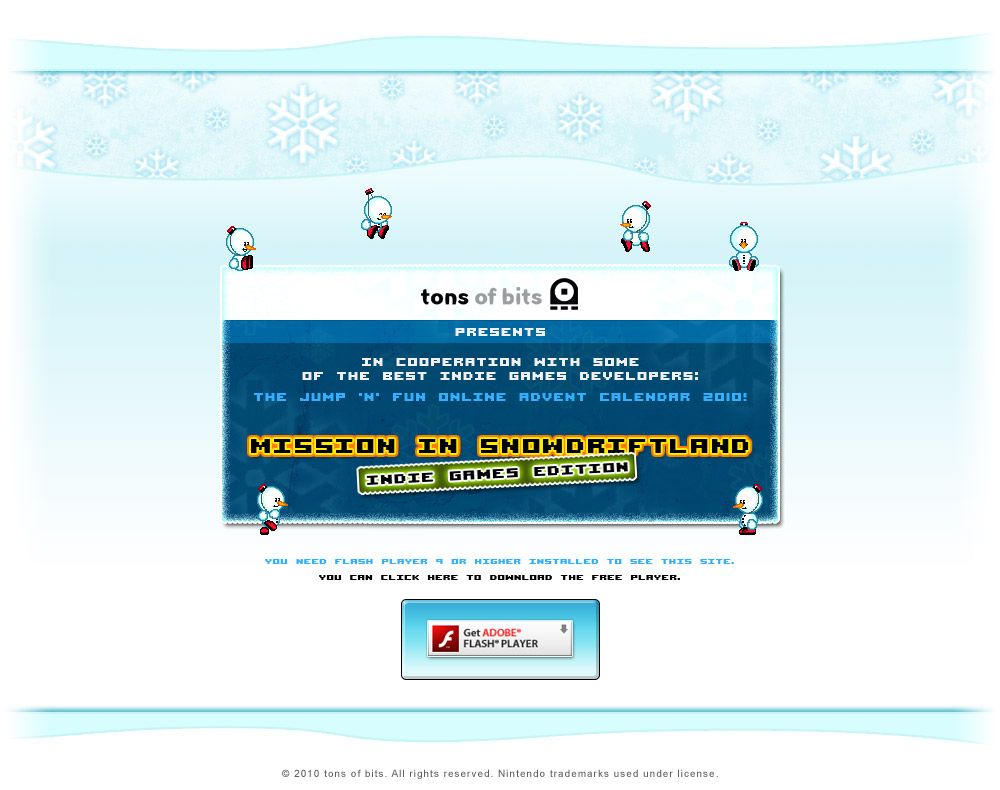 tons of bits
PRESENTS
IN COOPERATION WITH SOME
OF THE BEST INDIE GAMES DEVELOPERS:
THE JUMP 'N' FUN ONLINE ADVENT CALENDAR 2010!
MISSION IN SNOWDRIFTLAND
INDIE GAMES EDITION
YOU NEED FLASH PLAYER 9 OR HIGHER INSTALLED TO SEE THIS SITE.
YOU CAN CLICK HERE TO DOWNLOAD THE FREE PLAYER.
Get ADOBE®
FLASH® PLAYER
© 2010 tons of bits. All rights reserved. Nintendo trademarks used under license.